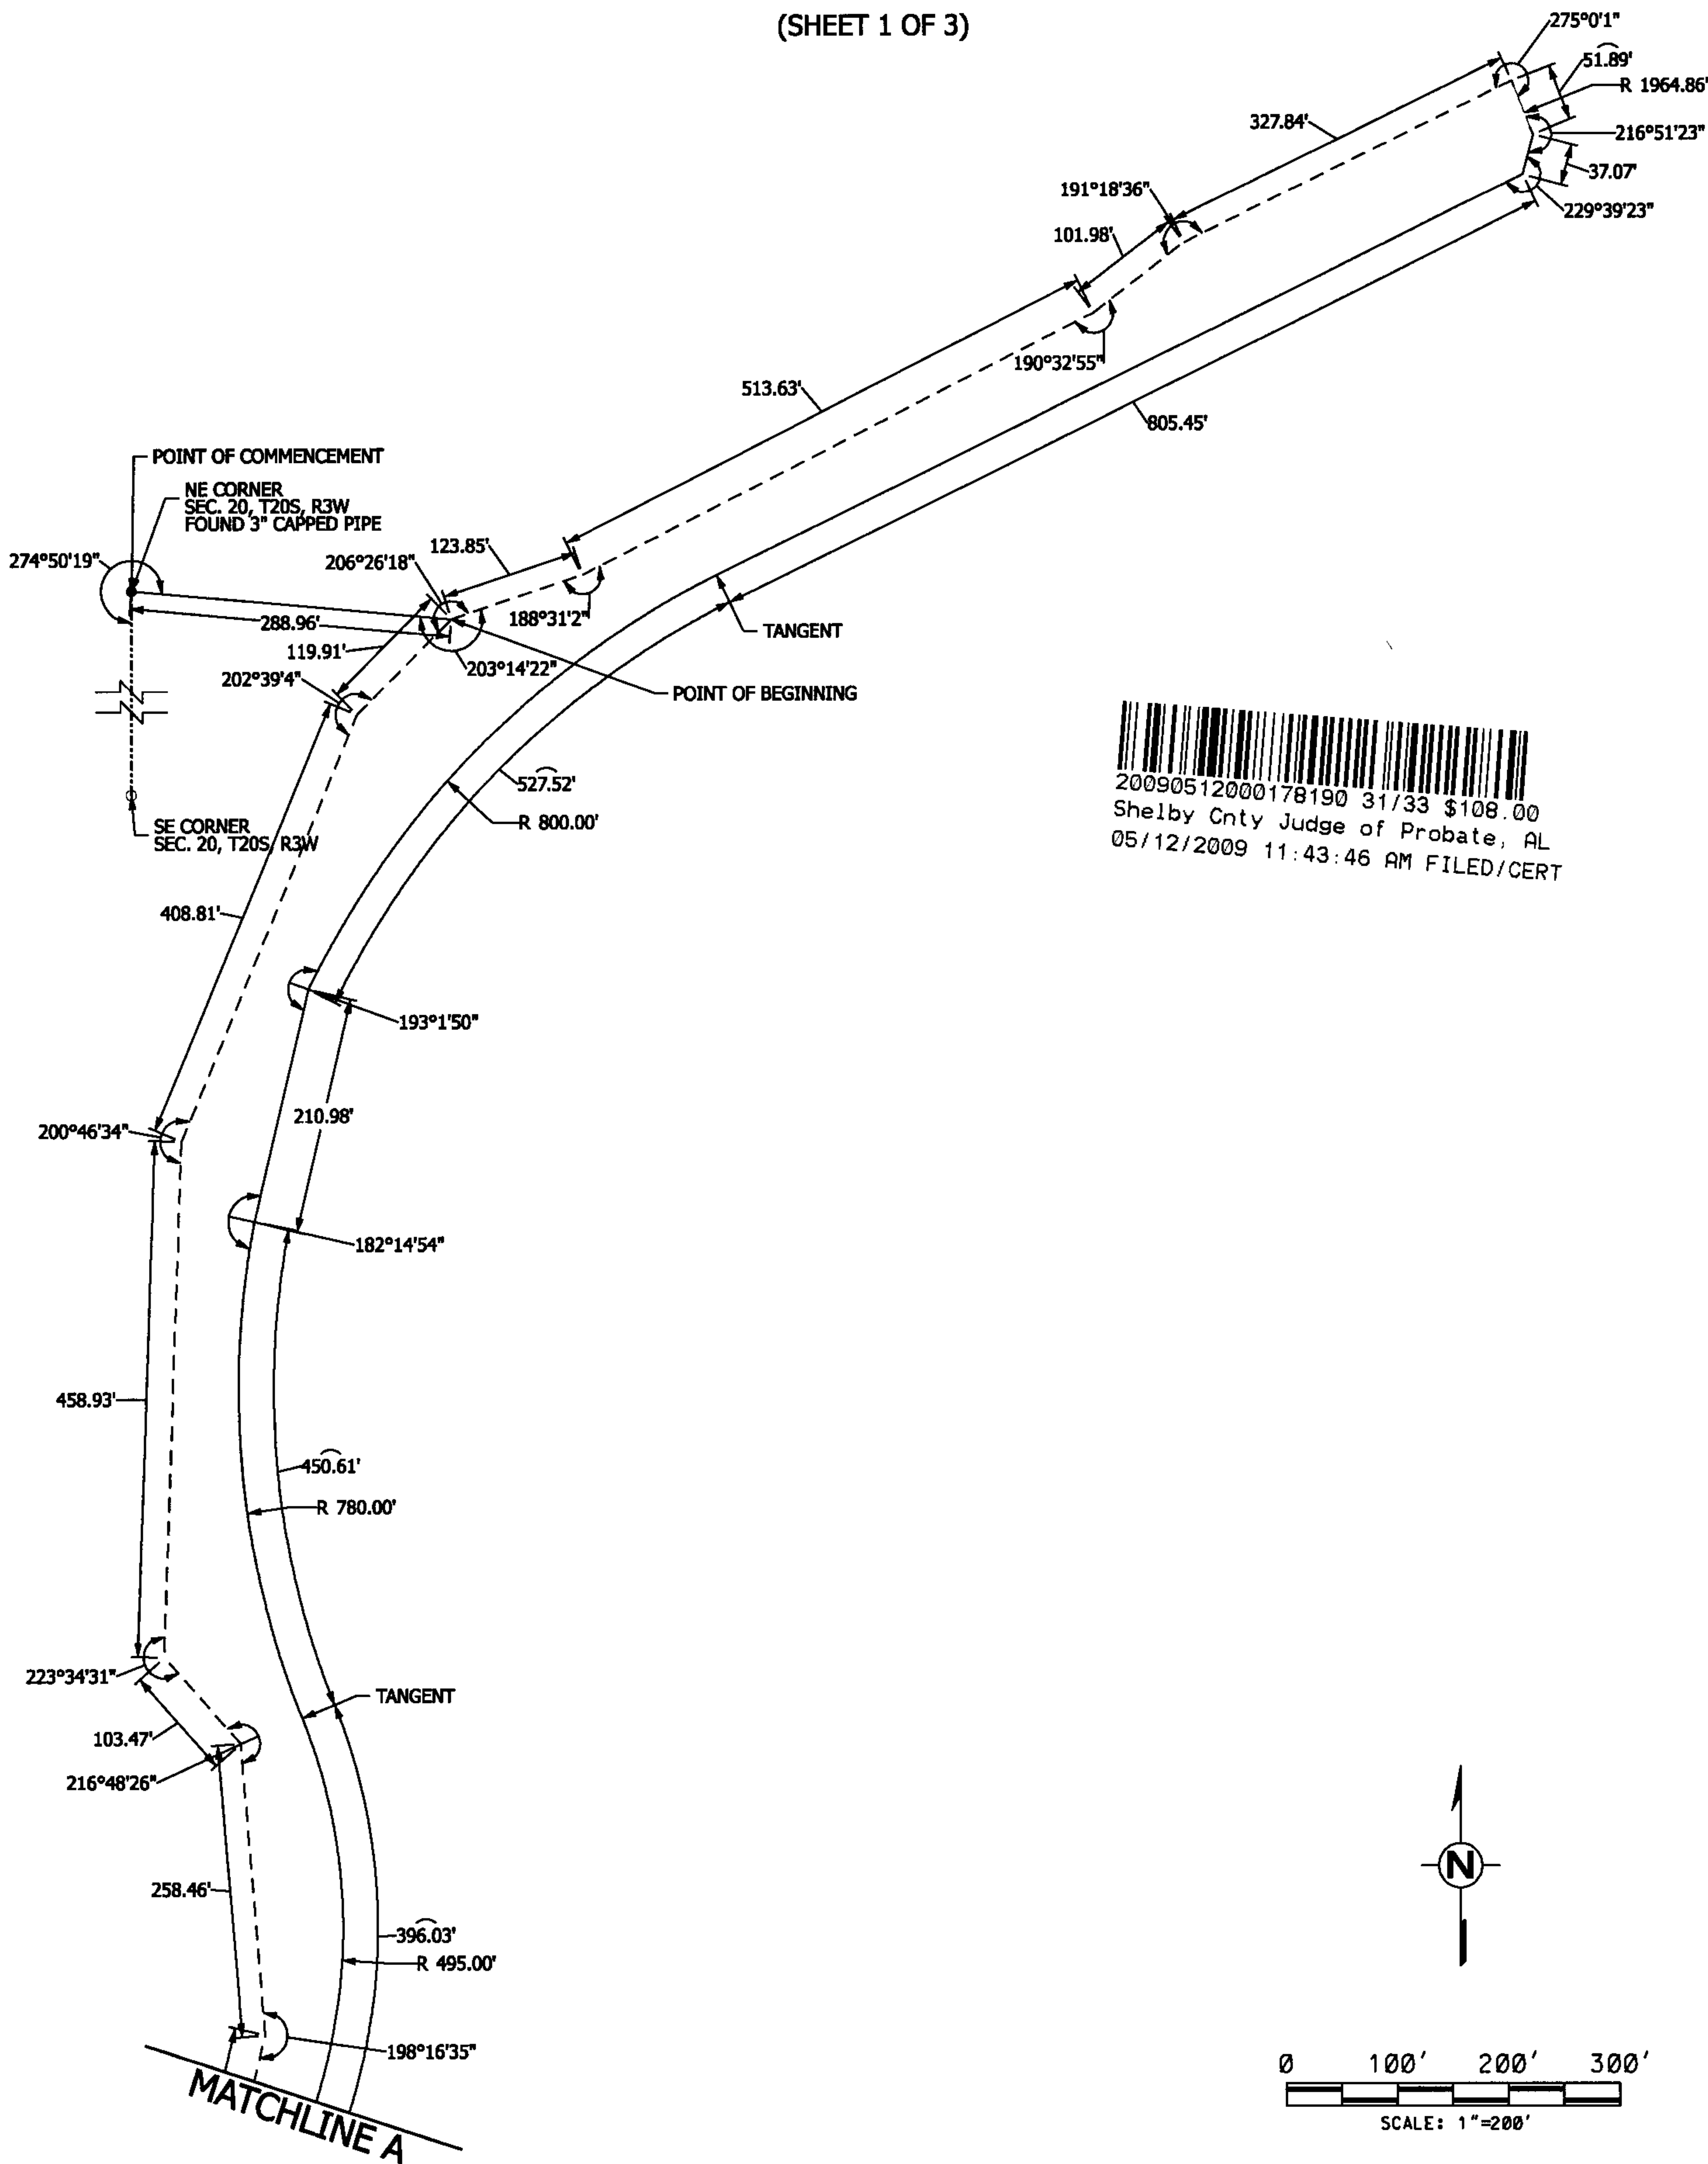 (SHEET 1 OF 3)
275°0'1"
51.89'
R 1964.86'
327.84'
216°51'23"
37.07'
191°18'36"
229°39'23"
101.98'
190°32'55"
513.63'
805.45'
POINT OF COMMENCEMENT
NE CORNER
SEC. 20, T20S, R3W
FOUND 3" CAPPED PIPE
274°50'19"
206°26'18"
123.85'
188°31'2"
288.96'
TANGENT
119.91'
203°14'22"
202°39'4"
POINT OF BEGINNING
527.52'
R 800.00'
20090512000178190 31/33 $108.00
Shelby Cnty Judge of Probate, AL
05/12/2009 11:43:46 AM FILED/CERT
SE CORNER
SEC. 20, T20S, R3W
408.81'
193°1'50"
210.98'
200°46'34"
182°14'54"
458.93'
450.61'
R 780.00'
223°34'31"
TANGENT
103.47'
216°48'26"
258.46'
396.03'
R 495.00'
198°16'35"
MATCHLINE A
N
0 100' 200' 300'
SCALE: 1"=200'